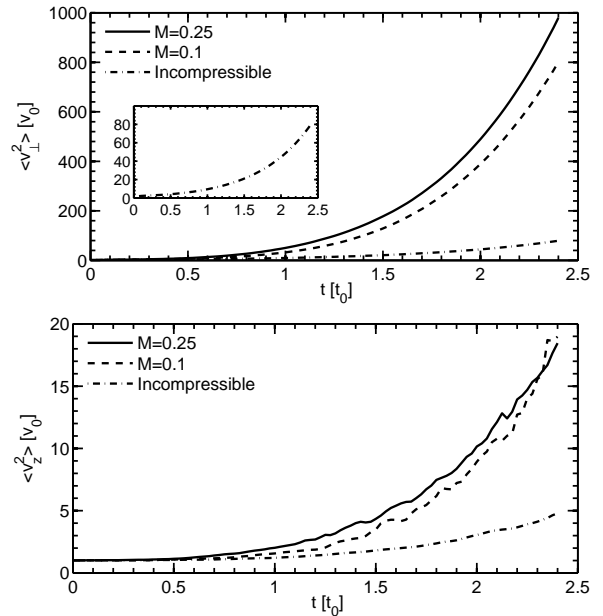 1000
800
600
400
200
0
<v⊥²> [v₀]
M=0.25
M=0.1
Incompressible
80
60
40
20
0
0 0.5 1 1.5 2 2.5
0 0.5 1 1.5 2 2.5
t [t₀]
20
15
10
5
0
<v_z²> [v₀]
M=0.25
M=0.1
Incompressible
0 0.5 1 1.5 2 2.5
t [t₀]